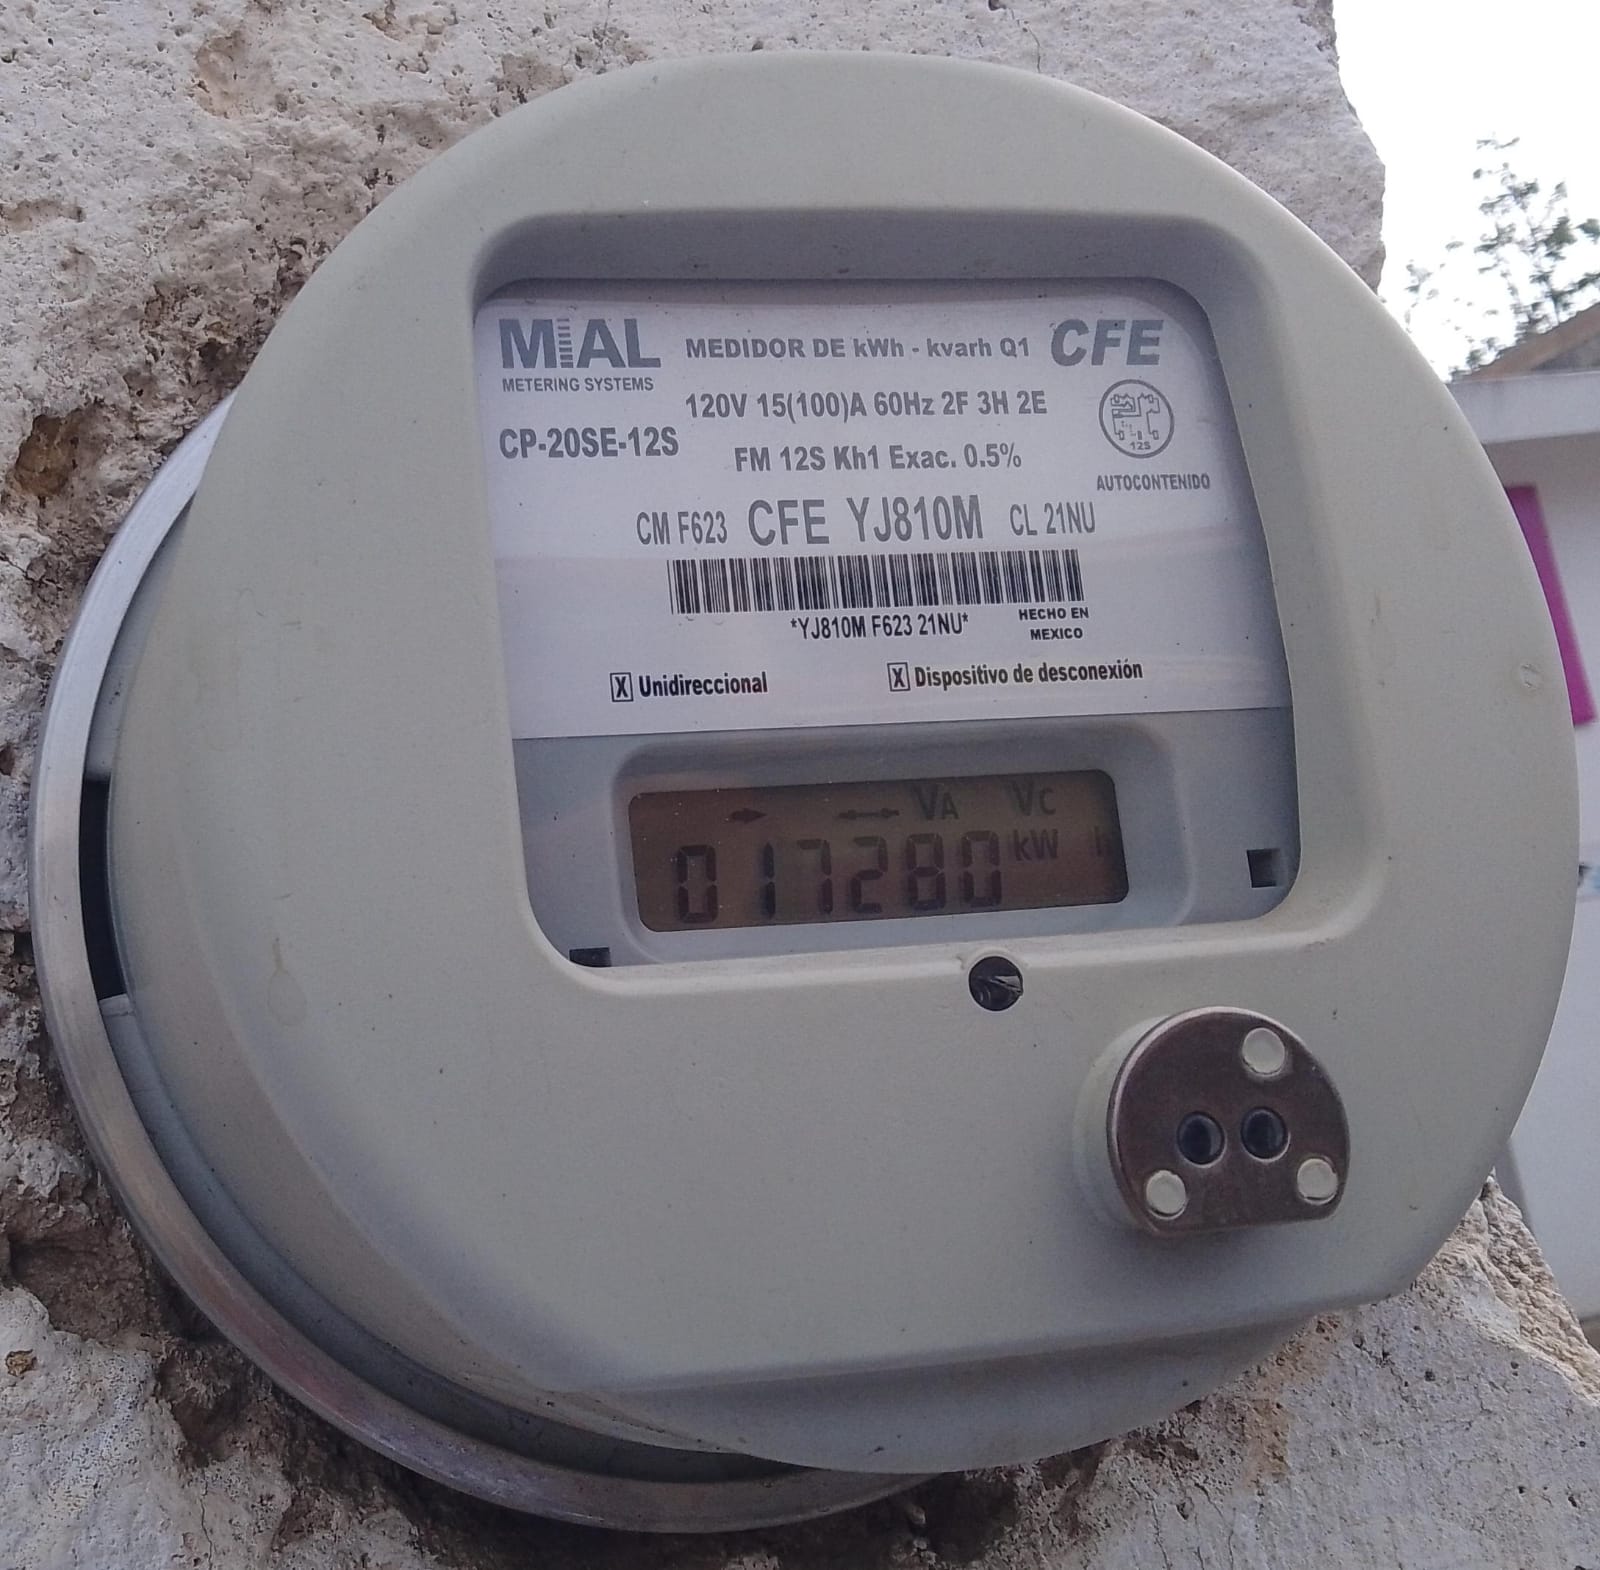 MIAL
METERING SYSTEMS
MEDIDOR DE kWh - kvarh Q1
CFE
120V 15(100)A 60Hz 2F 3H 2E
CP-20SE-12S
FM 12S Kh1 Exac. 0.5%
12S
AUTOCONTENIDO
CM F623 CFE YJ810M CL 21NU
*YJ810M F623 21NU*
HECHO EN
MEXICO
X Unidireccional
X Dispositivo de desconexión
VA VC
017280 kW h